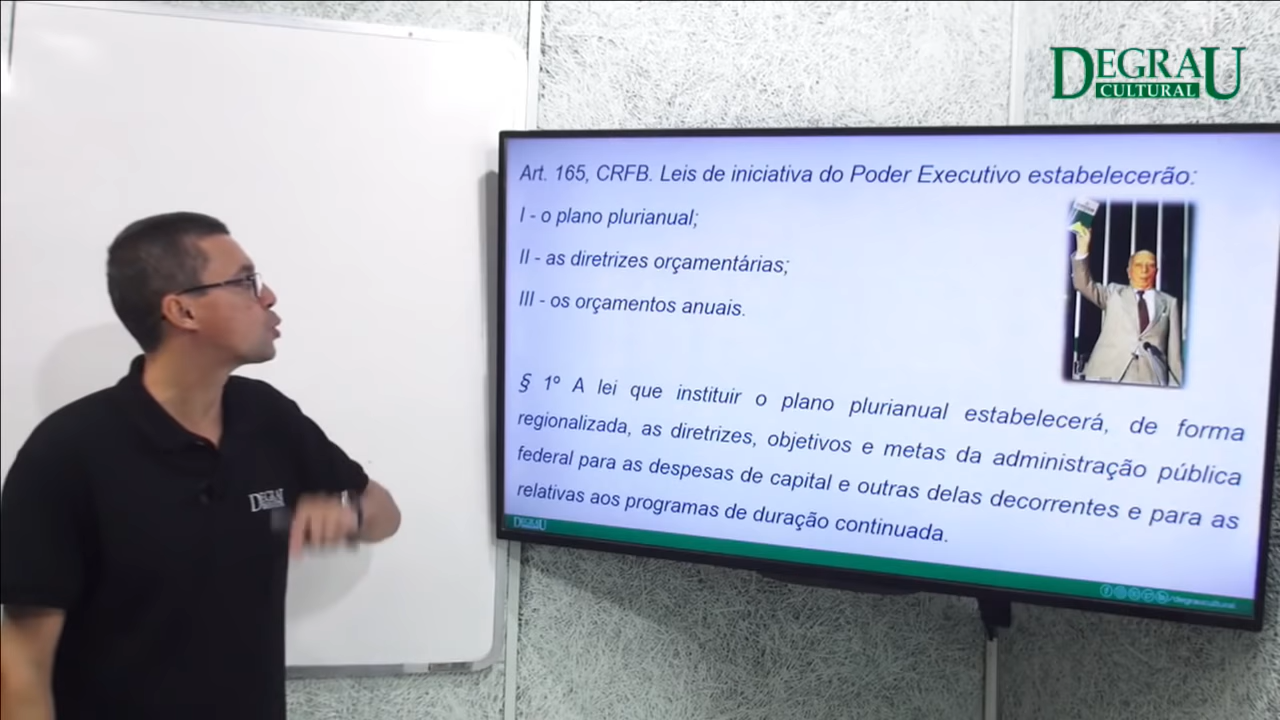 DEGRAU
CULTURAL
Art. 165, CRFB. Leis de iniciativa do Poder Executivo estabelecerão:
I - o plano plurianual;
II - as diretrizes orçamentárias;
III - os orçamentos anuais.
§ 1º A lei que instituir o plano plurianual estabelecerá, de forma
regionalizada, as diretrizes, objetivos e metas da administração pública
federal para as despesas de capital e outras delas decorrentes e para as
relativas aos programas de duração continuada.
DEGRAU
DEGRAU
/degraucultural